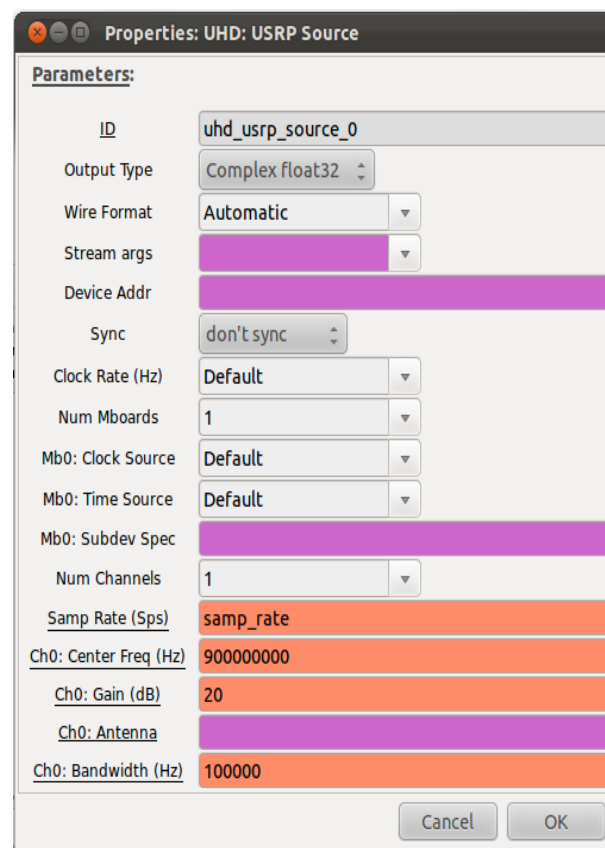 Properties: UHD: USRP Source
Parameters:
ID uhd_usrp_source_0
Output Type Complex float32
Wire Format Automatic
Stream args
Device Addr
Sync don't sync
Clock Rate (Hz) Default
Num Mboards 1
Mb0: Clock Source Default
Mb0: Time Source Default
Mb0: Subdev Spec
Num Channels 1
Samp Rate (Sps) samp_rate
Ch0: Center Freq (Hz) 900000000
Ch0: Gain (dB) 20
Ch0: Antenna
Ch0: Bandwidth (Hz) 100000
Cancel OK